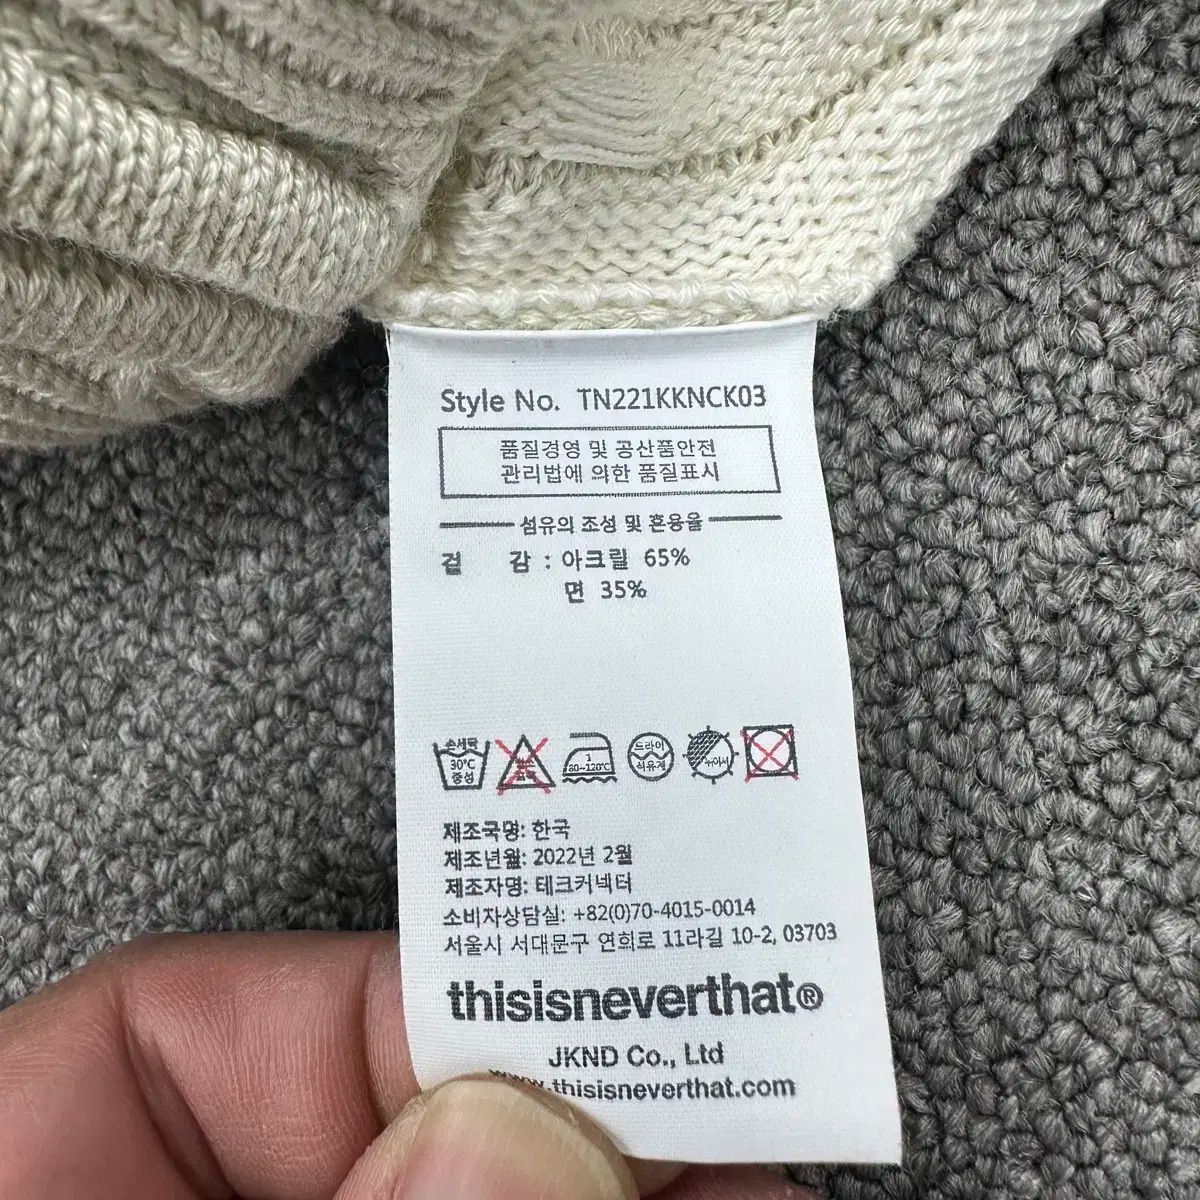 Style No. TN221KKNCK03
품질경영 및 공산품안전
관리법에 의한 품질표시
섬유의 조성 및 혼용율
겉 감 : 아크릴 65%
면 35%
손세탁
30℃
중성
80~120℃
드라이
석유계
뉘어서
제조국명: 한국
제조년월: 2022년 2월
제조자명: 테크커넥터
소비자상담실: +82(0)70-4015-0014
서울시 서대문구 연희로 11라길 10-2, 03703
thisisneverthat®
JKND Co., Ltd
www.thisisneverthat.com